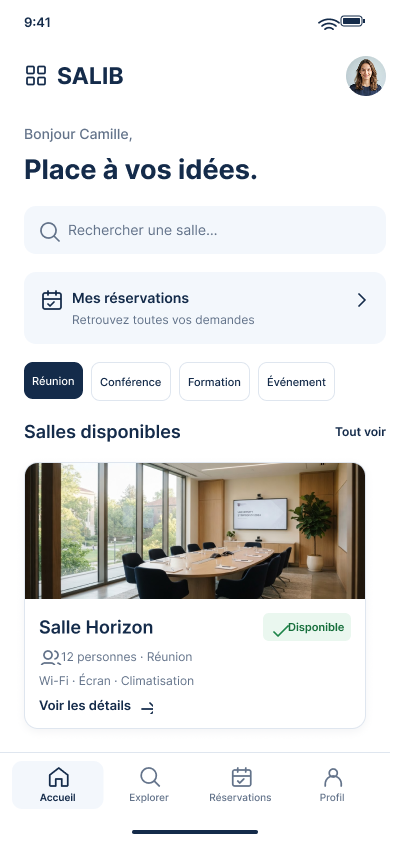 9:41
SALIB
Bonjour Camille,
Place à vos idées.
Rechercher une salle...
Mes réservations
Retrouvez toutes vos demandes
Réunion
Conférence
Formation
Événement
Salles disponibles
Tout voir
Salle Horizon
Disponible
12 personnes · Réunion
Wi-Fi · Écran · Climatisation
Voir les détails
Accueil
Explorer
Réservations
Profil